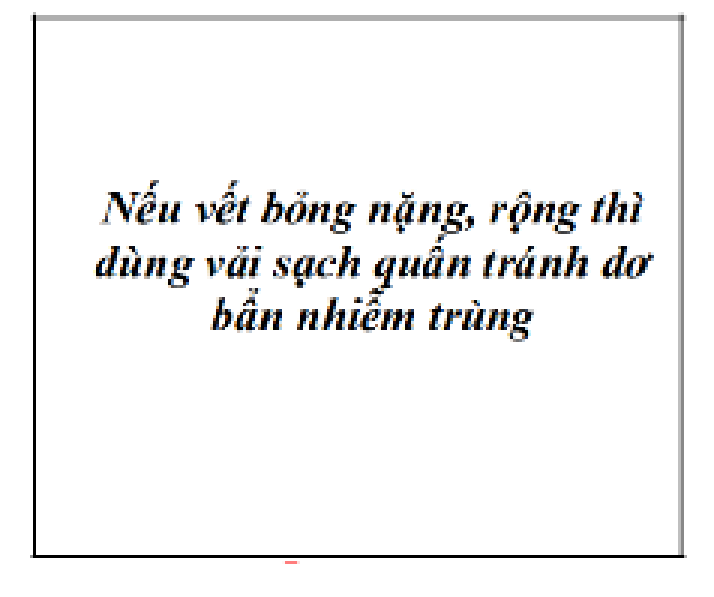 Nếu vết bỏng nặng, rộng thì
dùng vải sạch quấn tránh dơ
bẩn nhiễm trùng